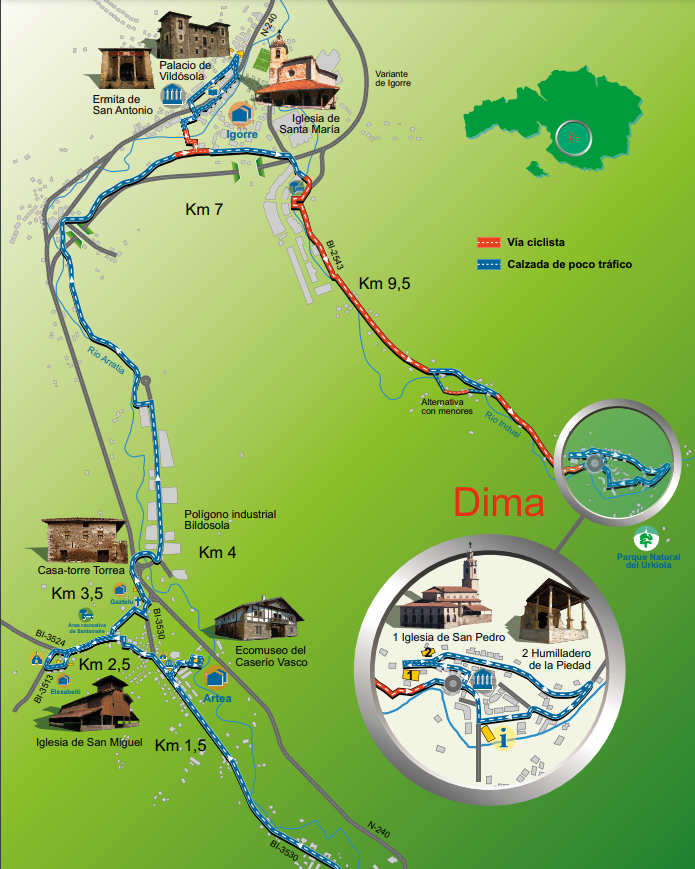 N-240
Palacio de
Vildósola
Ermita de
San Antonio
Iglesia de
Santa María
Igorre
Variante
de Igorre
Km 7
BI-2543
Vía ciclista
Calzada de poco tráfico
Km 9,5
Río Arratia
Alternativa
con menores
Río Indusi
Dima
Polígono industrial
Bildosola
Km 4
Parque Natural
del Urkiola
Casa-torre Torrea
Km 3,5
Gaztelu
Área recreativa
de Santamañe
BI-3530
BI-3524
Km 2,5
BI-3513
Elexabeiti
Ecomuseo del
Caserío Vasco
Artea
Iglesia de San Miguel
Km 1,5
1 Iglesia de San Pedro
2 Humilladero
de la Piedad
2
1
i
N-240
BI-3530